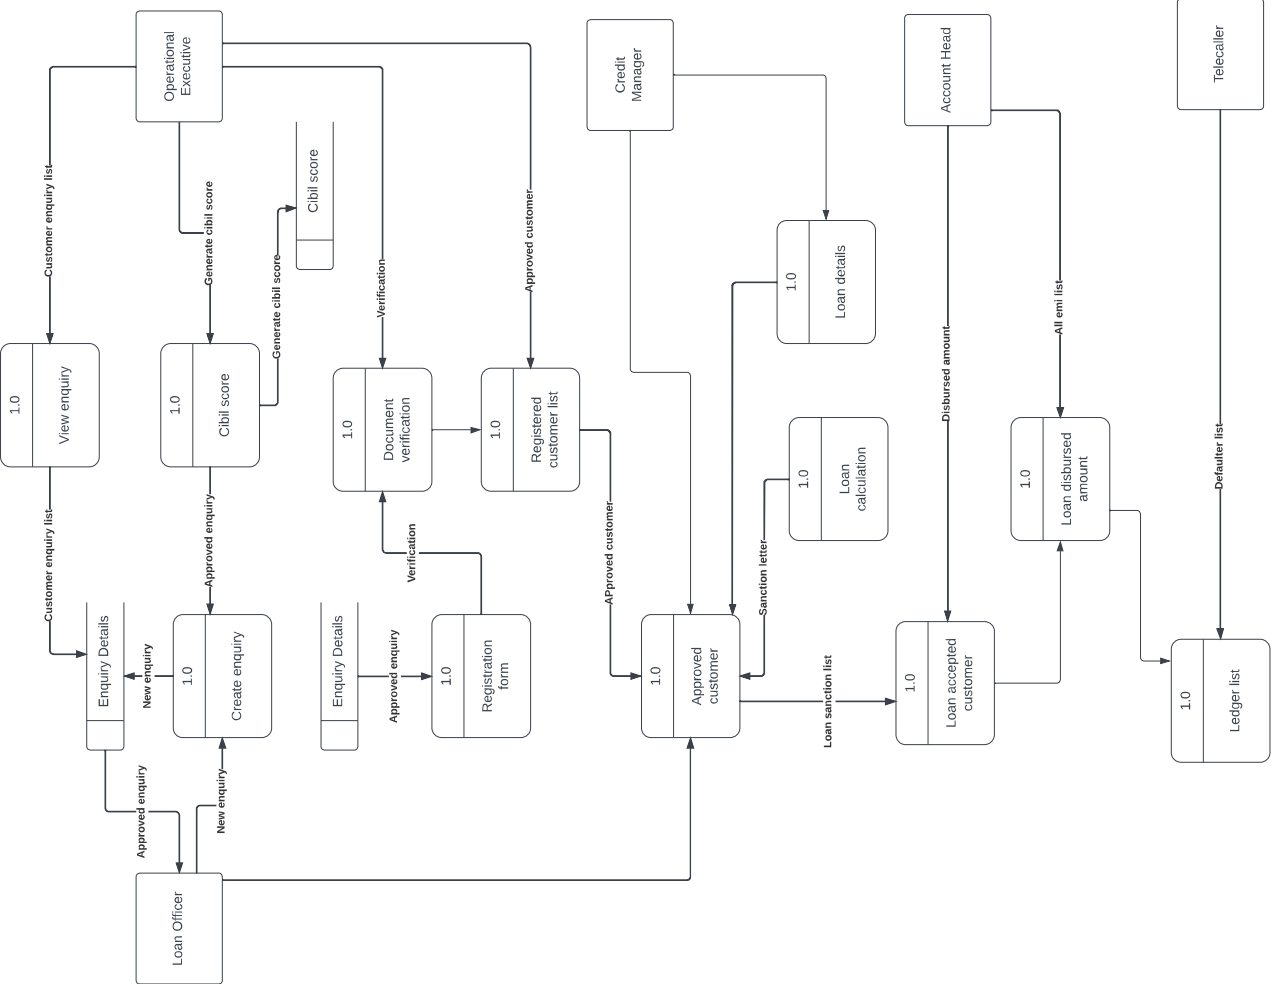 Operational
Executive
Credit
Manager
Account Head
Telecaller
Customer enquiry list
Generate cibil score
Generate cibil score
Cibil score
Verification
Approved customer
1.0
Loan details
All emi list
Disbursed amount
Defaulter list
1.0
View enquiry
1.0
Cibil score
1.0
Document
verification
1.0
Registered
customer list
1.0
Loan
calculation
1.0
Loan disbursed
amount
Customer enquiry list
Approved enquiry
Verification
APproved customer
Sanction letter
Enquiry Details
New enquiry
1.0
Create enquiry
Enquiry Details
Approved enquiry
1.0
Registration
form
1.0
Approved
customer
Loan sanction list
1.0
Loan accepted
customer
1.0
Ledger list
Approved enquiry
New enquiry
Loan Officer